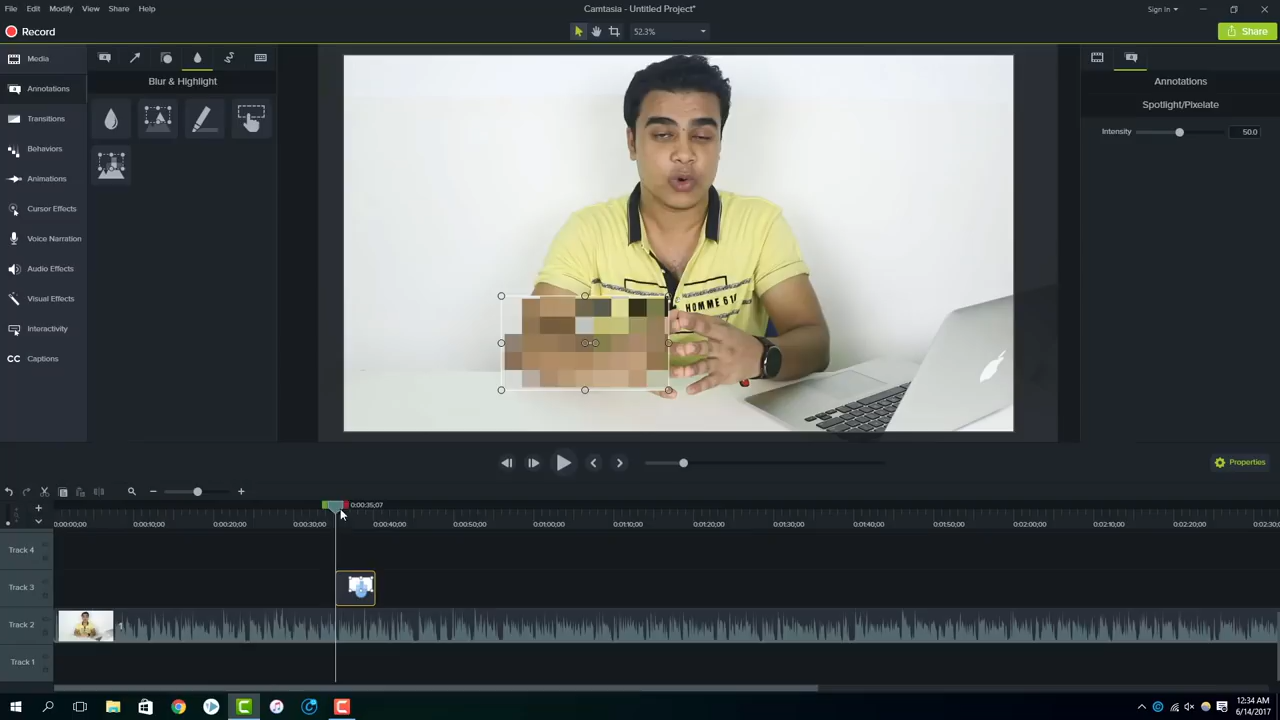 Camtasia - Untitled Project*
File Edit Modify View Share Help
Sign in
Record
52.3%
Share
Media
Annotations
Transitions
Behaviors
Animations
Cursor Effects
Voice Narration
Audio Effects
Visual Effects
Interactivity
CC Captions
Blur & Highlight
HOMME 61
Annotations
Spotlight/Pixelate
Intensity 50.0
Properties
0:00:35;07
0:00:00;00 0:00:10;00 0:00:20;00 0:00:30;00 0:00:40;00 0:00:50;00 0:01:00;00 0:01:10;00 0:01:20;00 0:01:30;00 0:01:40;00 0:01:50;00 0:02:00;00 0:02:10;00 0:02:20;00 0:02:30;0
Track 4
Track 3
Track 2
1
Track 1
12:34 AM
6/14/2017